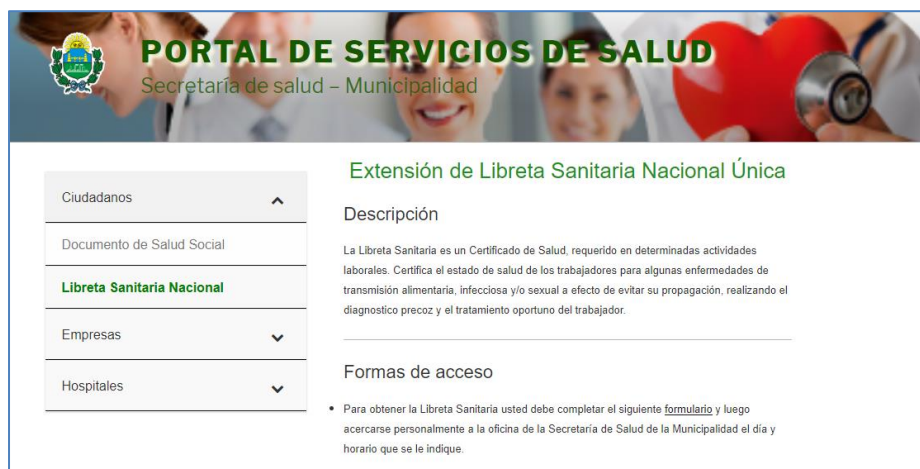 PORTAL DE SERVICIOS DE SALUD
Secretaría de salud – Municipalidad
Ciudadanos
Documento de Salud Social
Libreta Sanitaria Nacional
Empresas
Hospitales
Extensión de Libreta Sanitaria Nacional Única
Descripción
La Libreta Sanitaria es un Certificado de Salud, requerido en determinadas actividades
laborales. Certifica el estado de salud de los trabajadores para algunas enfermedades de
transmisión alimentaria, infecciosa y/o sexual a efecto de evitar su propagación, realizando el
diagnostico precoz y el tratamiento oportuno del trabajador.
Formas de acceso
• Para obtener la Libreta Sanitaria usted debe completar el siguiente formulario y luego
acercarse personalmente a la oficina de la Secretaría de Salud de la Municipalidad el día y
horario que se le indique.